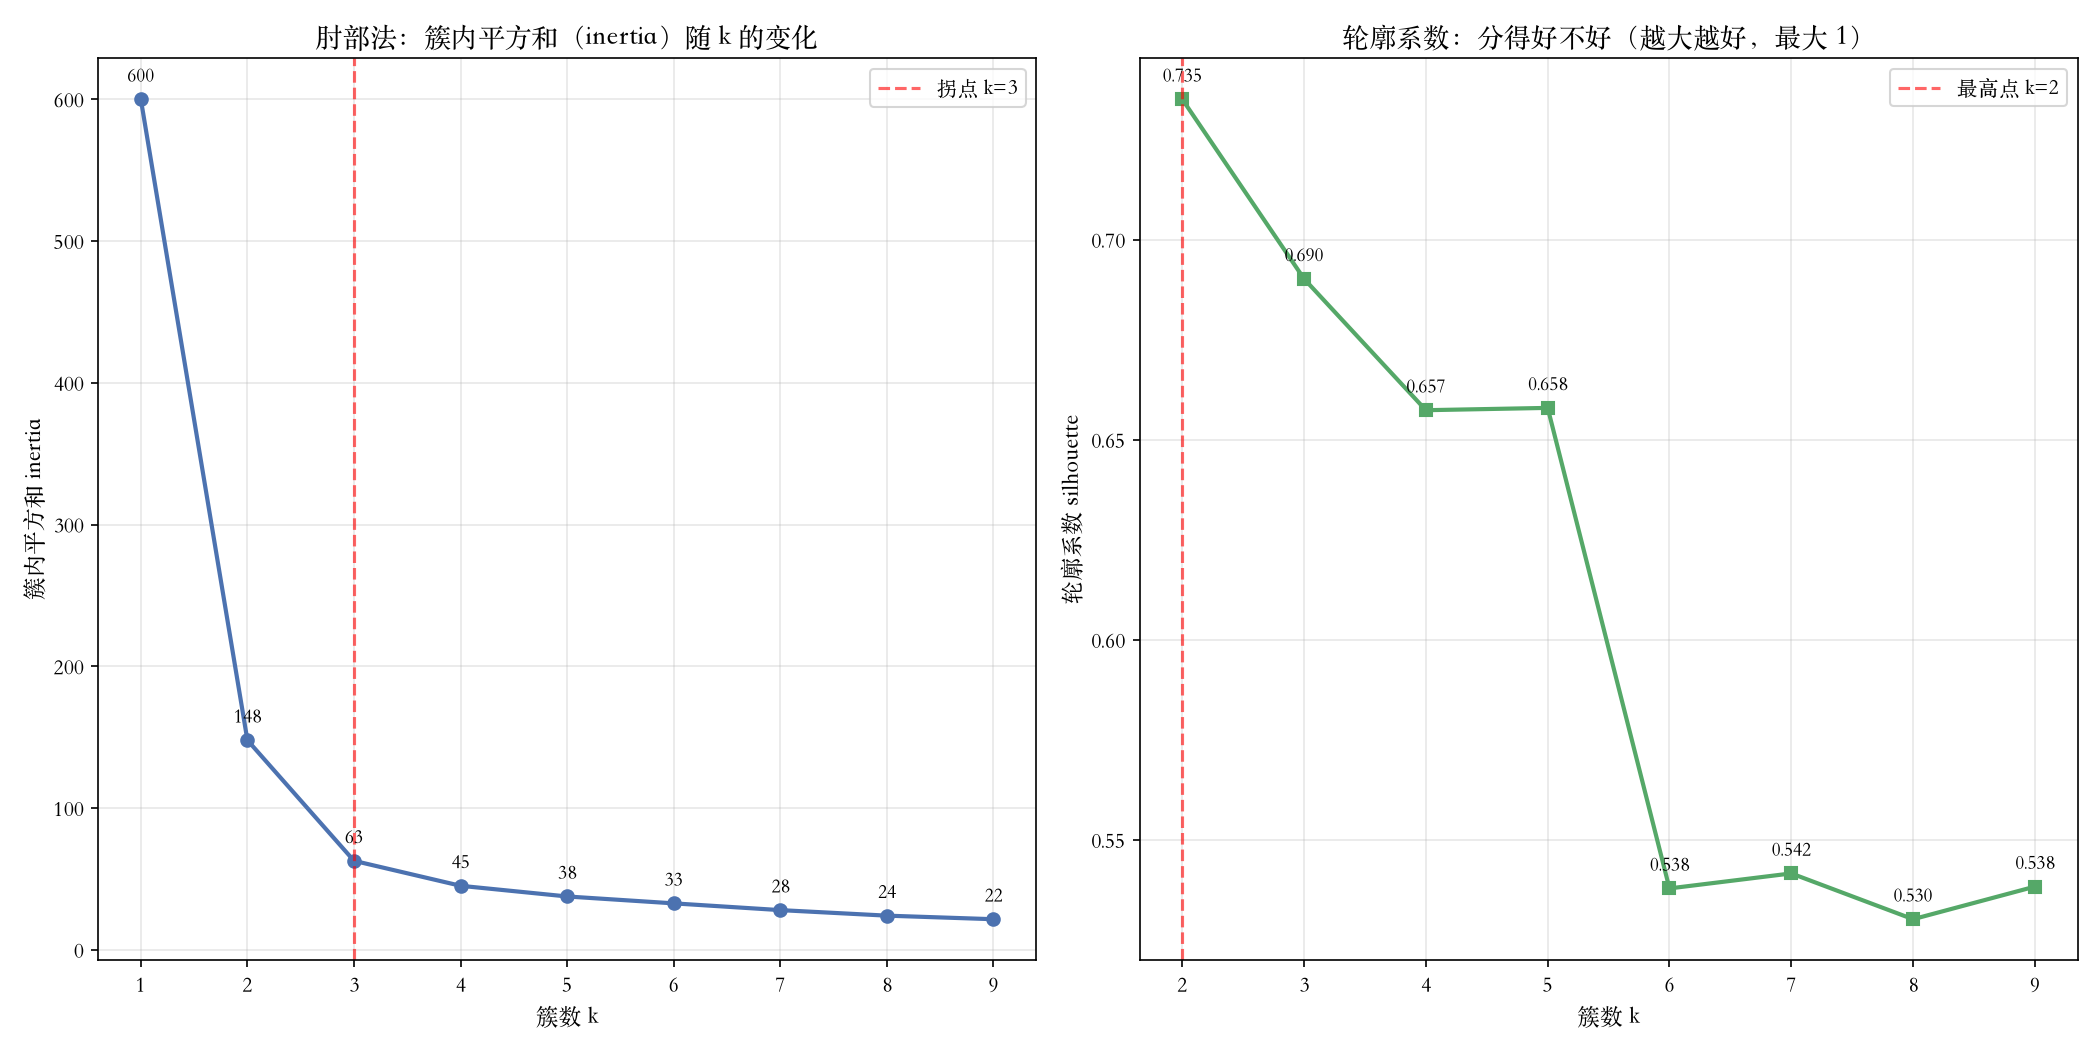 肘部法：簇内平方和（inertia）随 k 的变化
拐点 k=3
600
148
63
45
38
33
28
24
22
簇内平方和 inertia
600
500
400
300
200
100
0
1 2 3 4 5 6 7 8 9
簇数 k
轮廓系数：分得好不好（越大越好，最大 1）
最高点 k=2
0.735
0.690
0.657
0.658
0.538
0.542
0.530
0.538
轮廓系数 silhouette
0.70
0.65
0.60
0.55
2 3 4 5 6 7 8 9
簇数 k